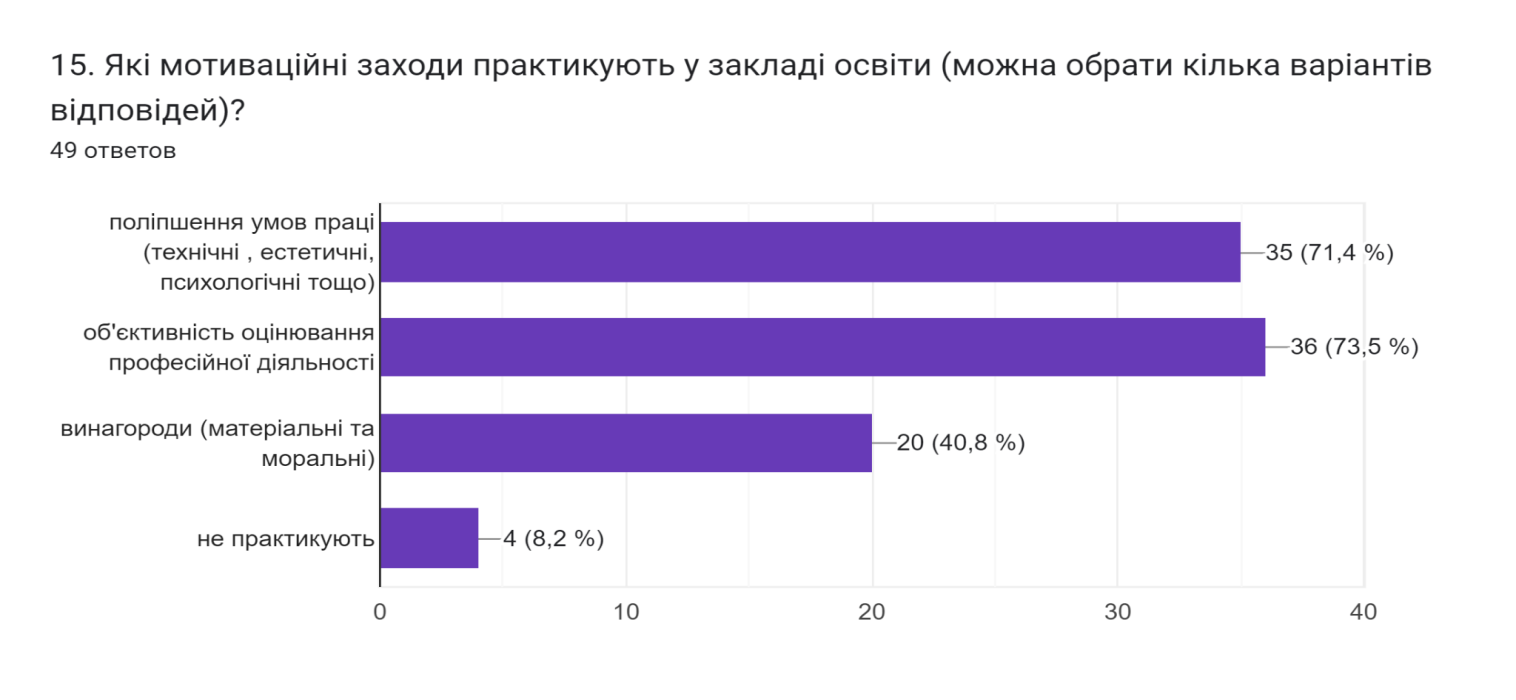 15. Які мотиваційні заходи практикують у закладі освіти (можна обрати кілька варіантів
відповідей)?
49 ответов
поліпшення умов праці
(технічні , естетичні,
психологічні тощо)
35 (71,4 %)
об'єктивність оцінювання
професійної діяльності
36 (73,5 %)
винагороди (матеріальні та
моральні)
20 (40,8 %)
не практикують
4 (8,2 %)
0 10 20 30 40